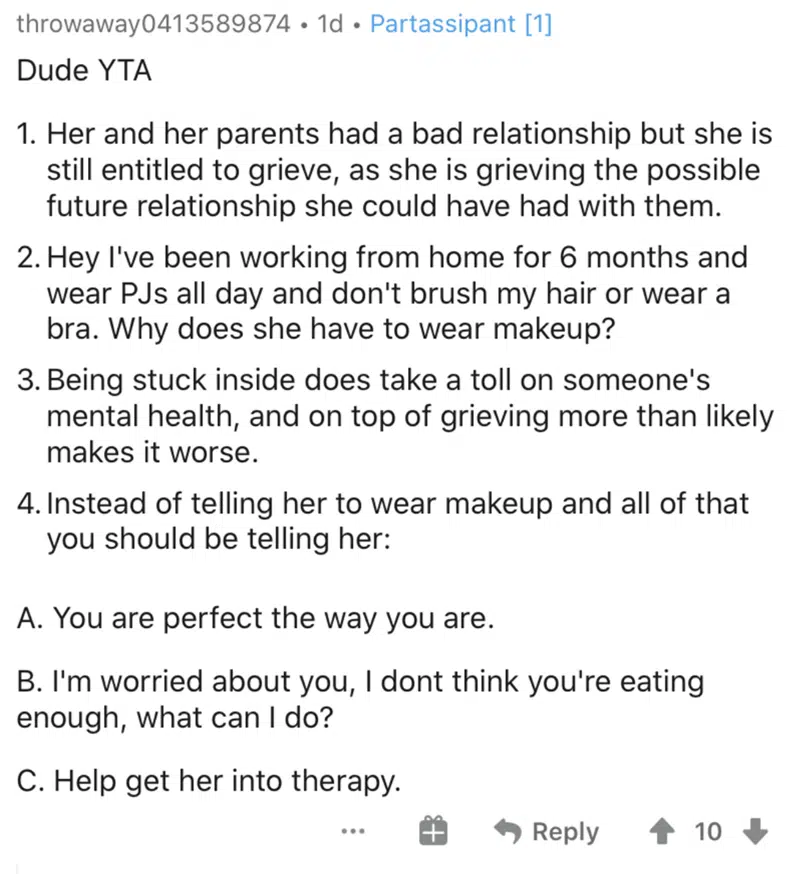 throwaway0413589874 • 1d • Partassipant [1]
Dude YTA
1. Her and her parents had a bad relationship but she is
still entitled to grieve, as she is grieving the possible
future relationship she could have had with them.
2. Hey I've been working from home for 6 months and
wear PJs all day and don't brush my hair or wear a
bra. Why does she have to wear makeup?
3. Being stuck inside does take a toll on someone's
mental health, and on top of grieving more than likely
makes it worse.
4. Instead of telling her to wear makeup and all of that
you should be telling her:
A. You are perfect the way you are.
B. I'm worried about you, I dont think you're eating
enough, what can I do?
C. Help get her into therapy.
... Reply 10